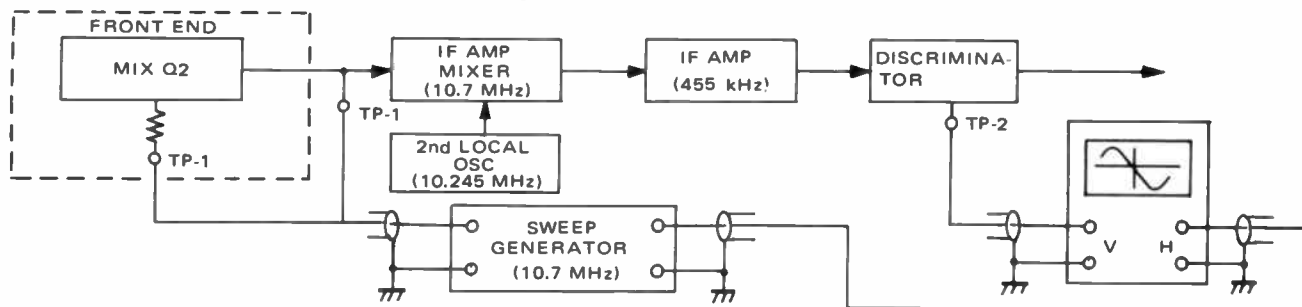 FRONT END
MIX Q2
TP-1
IF AMP
MIXER
(10.7 MHz)
TP-1
2nd LOCAL
OSC
(10.245 MHz)
IF AMP
(455 kHz)
DISCRIMINA-
TOR
TP-2
SWEEP
GENERATOR
(10.7 MHz)
V
H